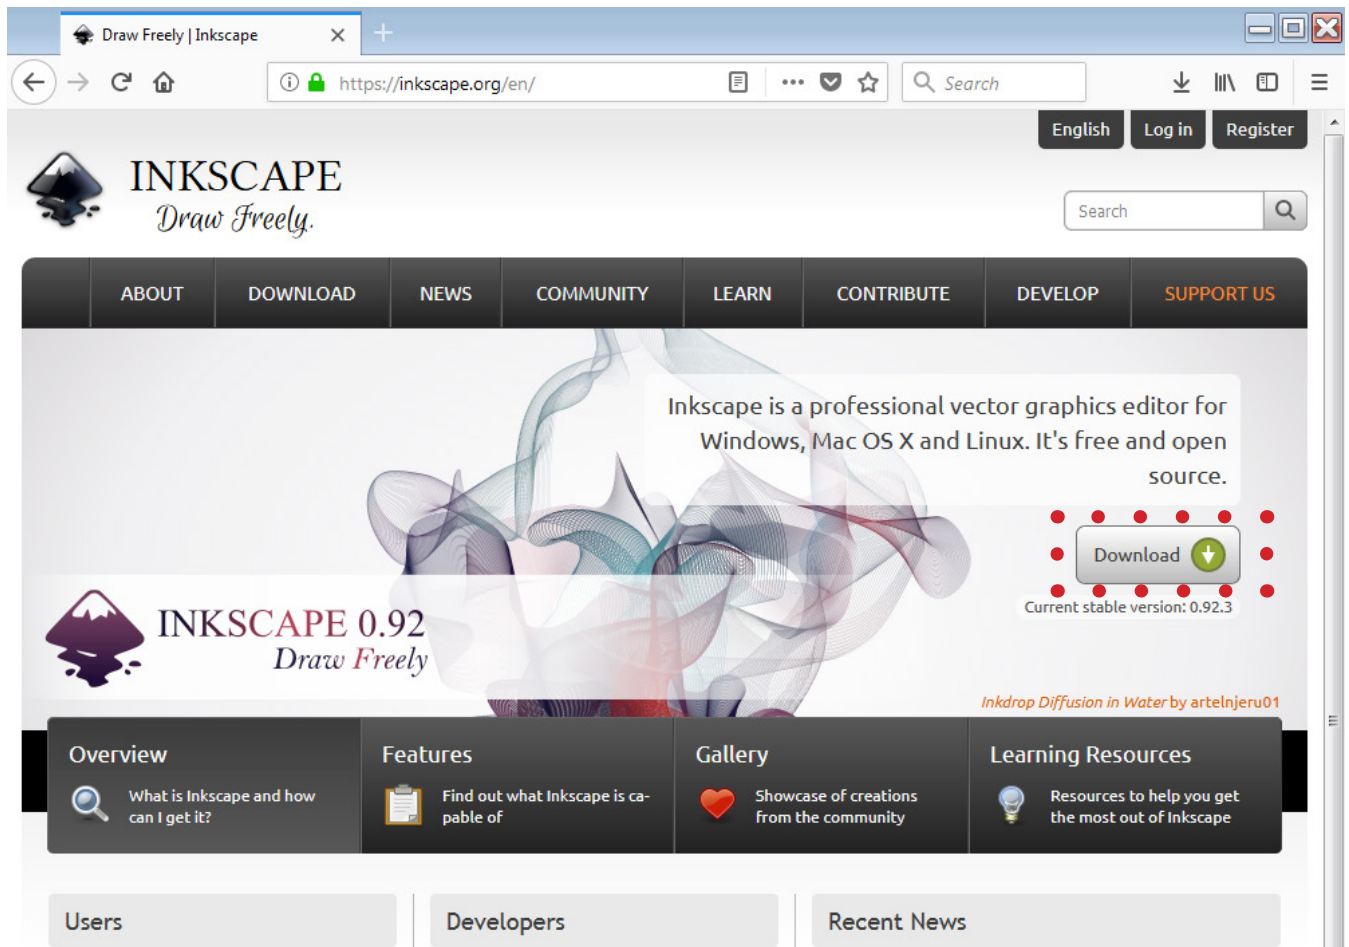 Draw Freely | Inkscape
https://inkscape.org/en/
Search
English Log in Register
INKSCAPE
Draw Freely.
Search
ABOUT DOWNLOAD NEWS COMMUNITY LEARN CONTRIBUTE DEVELOP SUPPORT US
Inkscape is a professional vector graphics editor for
Windows, Mac OS X and Linux. It's free and open
source.
Download
Current stable version: 0.92.3
INKSCAPE 0.92
Draw Freely
Inkdrop Diffusion in Water by artelnjeru01
Overview
What is Inkscape and how
can I get it?
Features
Find out what Inkscape is ca-
pable of
Gallery
Showcase of creations
from the community
Learning Resources
Resources to help you get
the most out of Inkscape
Users
Developers
Recent News